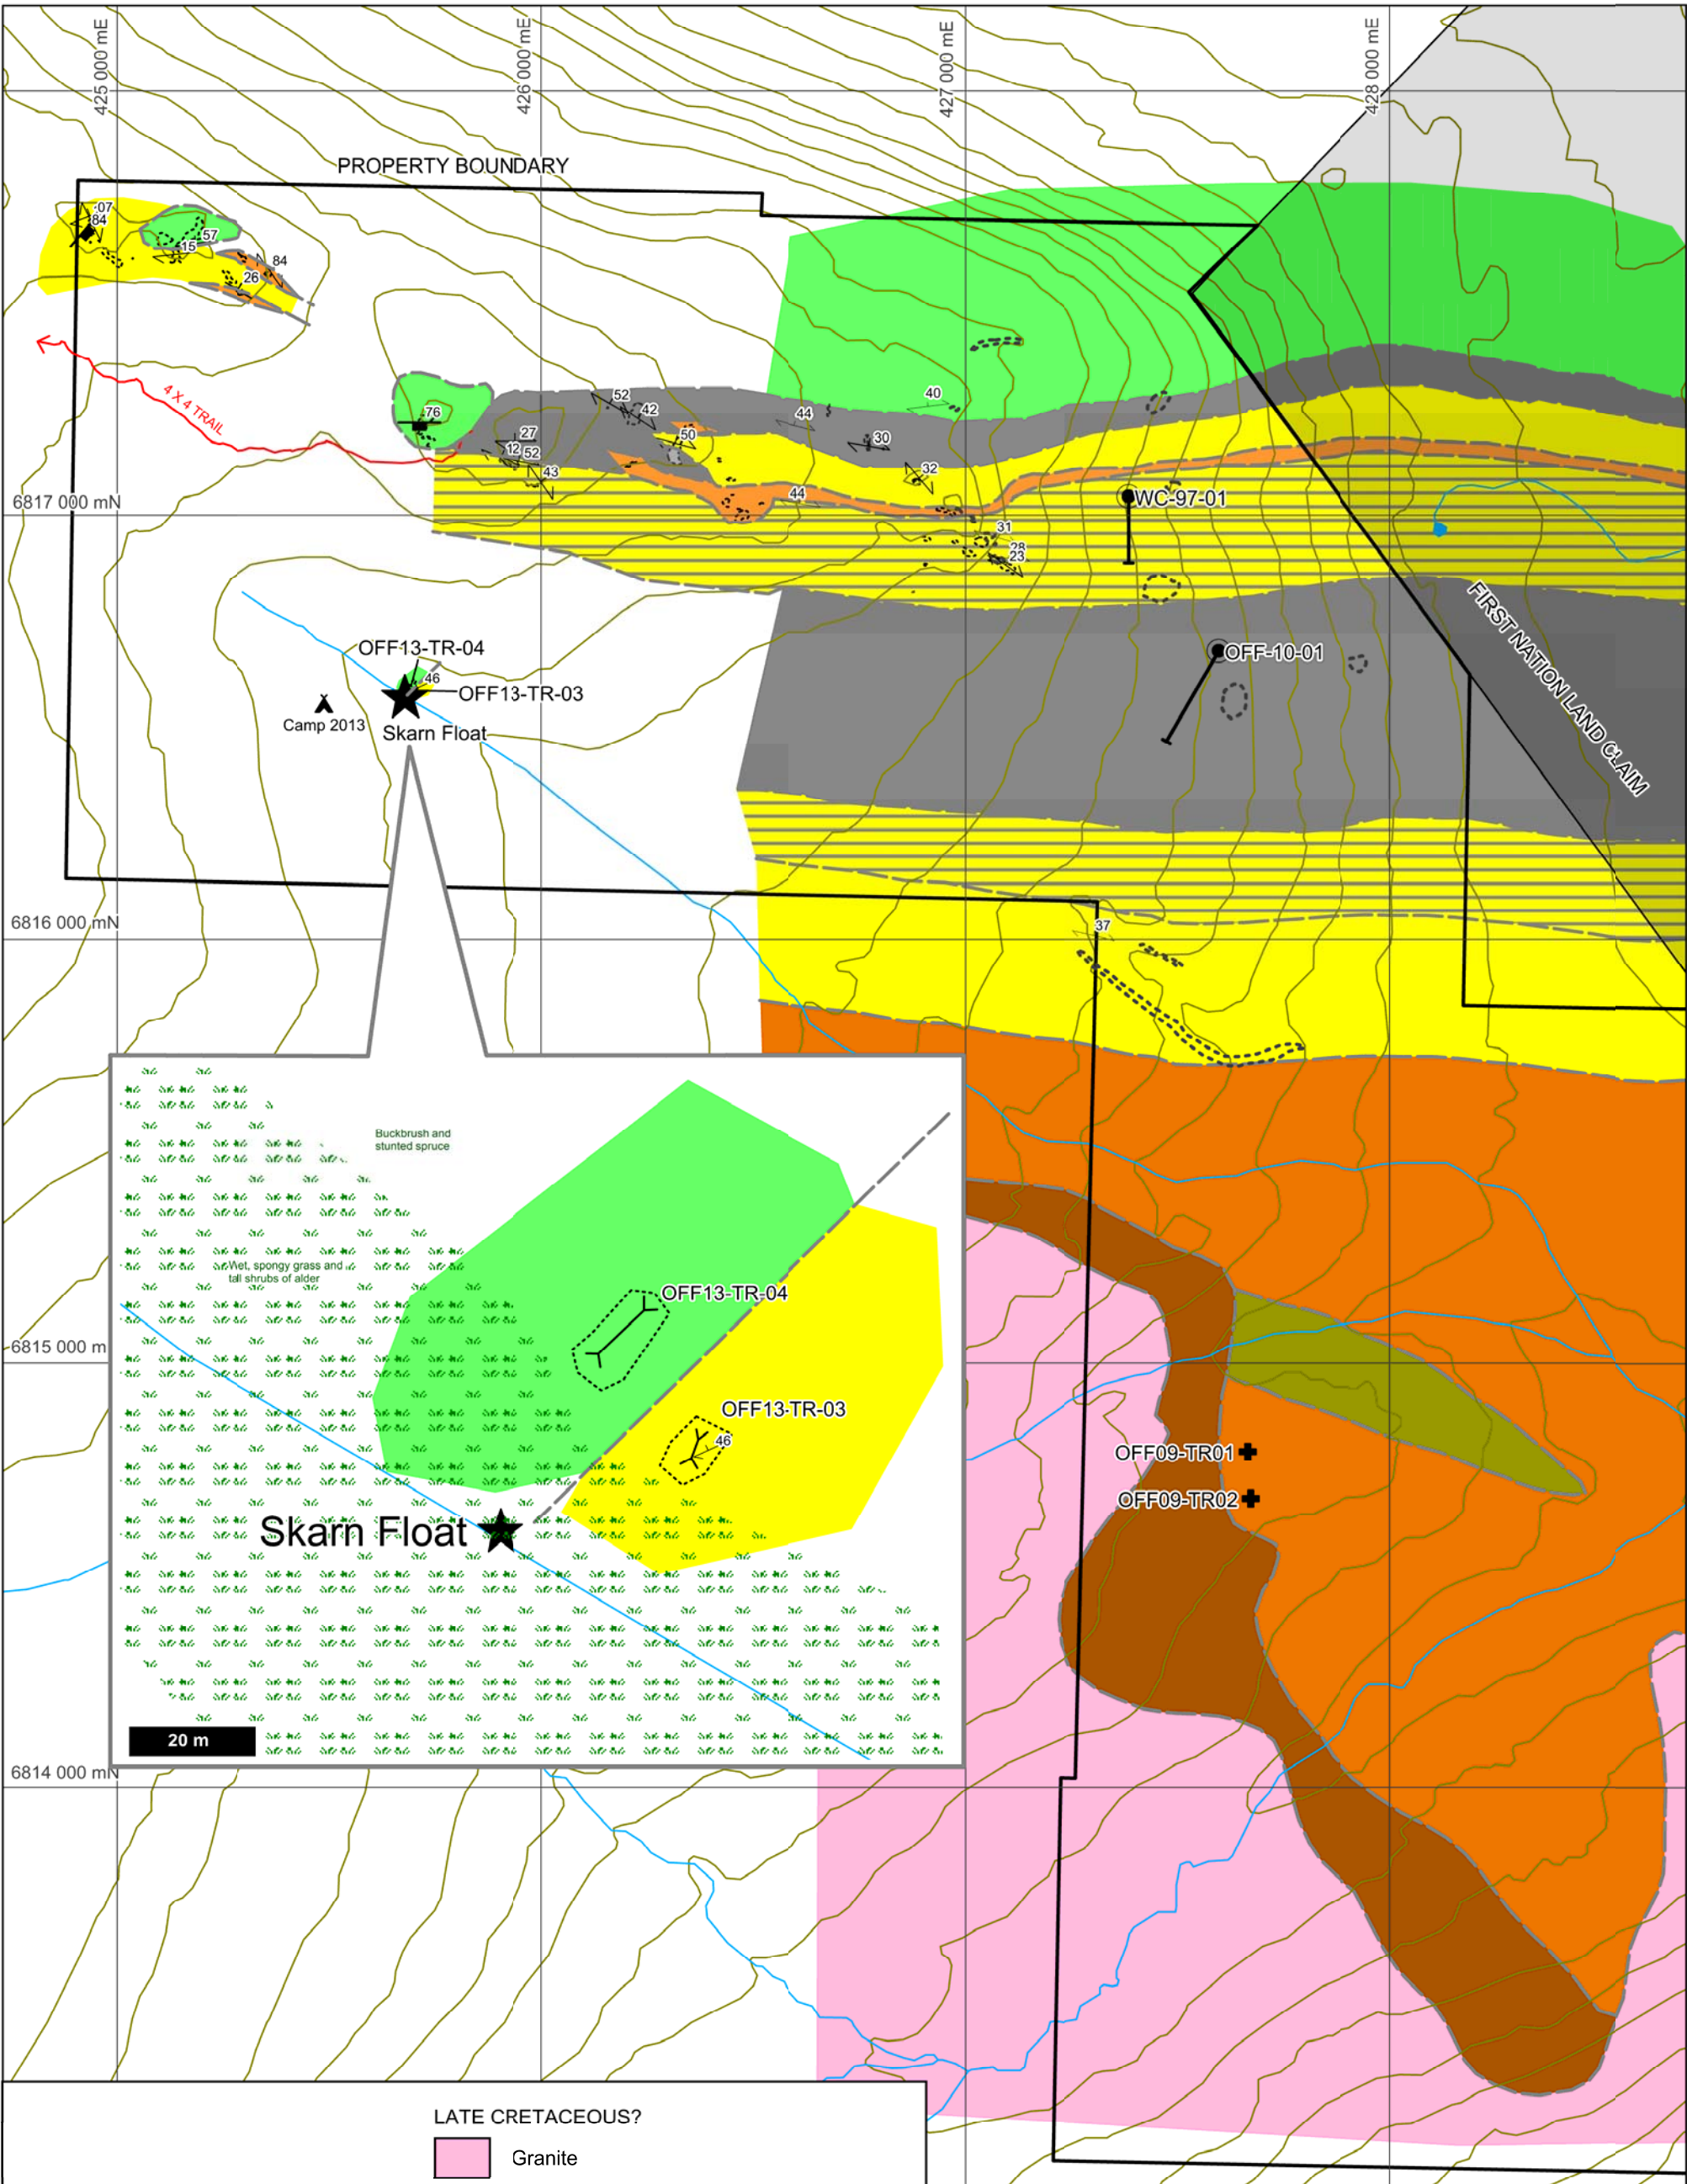 425 000 mE
426 000 mE
427 000 mE
428 000 mE
PROPERTY BOUNDARY
07
84
57
15
84
26
4 X 4 TRAIL
76
52
42
40
44
50
27
12
52
30
43
32
44
6817 000 mN
WC-97-01
31
28
23
FIRST NATION LAND CLAIM
OFF13-TR-04
OFF-10-01
46
OFF13-TR-03
Camp 2013
Skarn Float
6816 000 mN
37
Buckbrush and
stunted spruce
Wet, spongy grass and
tall shrubs of alder
OFF13-TR-04
6815 000 m
OFF13-TR-03
46
OFF09-TR01
OFF09-TR02
Skarn Float
20 m
6814 000 mN
LATE CRETACEOUS?
Granite